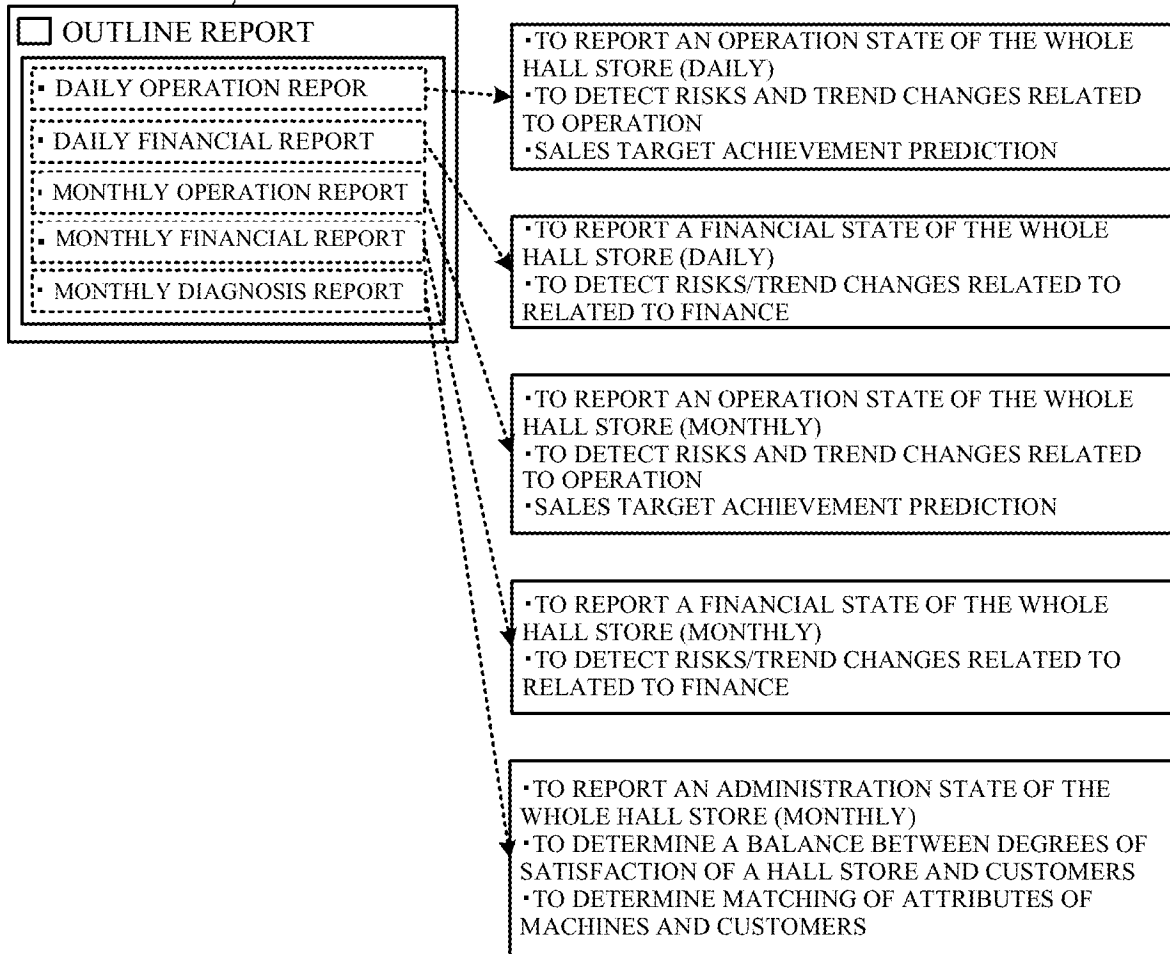 OUTLINE REPORT
▪ DAILY OPERATION REPOR
▪ DAILY FINANCIAL REPORT
▪ MONTHLY OPERATION REPORT
▪ MONTHLY FINANCIAL REPORT
▪ MONTHLY DIAGNOSIS REPORT
▪TO REPORT AN OPERATION STATE OF THE WHOLE
HALL STORE (DAILY)
▪TO DETECT RISKS AND TREND CHANGES RELATED
TO OPERATION
▪SALES TARGET ACHIEVEMENT PREDICTION
▪TO REPORT A FINANCIAL STATE OF THE WHOLE
HALL STORE (DAILY)
▪TO DETECT RISKS/TREND CHANGES RELATED TO
RELATED TO FINANCE
▪TO REPORT AN OPERATION STATE OF THE WHOLE
HALL STORE (MONTHLY)
▪TO DETECT RISKS AND TREND CHANGES RELATED
TO OPERATION
▪SALES TARGET ACHIEVEMENT PREDICTION
▪TO REPORT A FINANCIAL STATE OF THE WHOLE
HALL STORE (MONTHLY)
▪TO DETECT RISKS/TREND CHANGES RELATED TO
RELATED TO FINANCE
▪TO REPORT AN ADMINISTRATION STATE OF THE
WHOLE HALL STORE (MONTHLY)
▪TO DETERMINE A BALANCE BETWEEN DEGREES OF
SATISFACTION OF A HALL STORE AND CUSTOMERS
▪TO DETERMINE MATCHING OF ATTRIBUTES OF
MACHINES AND CUSTOMERS